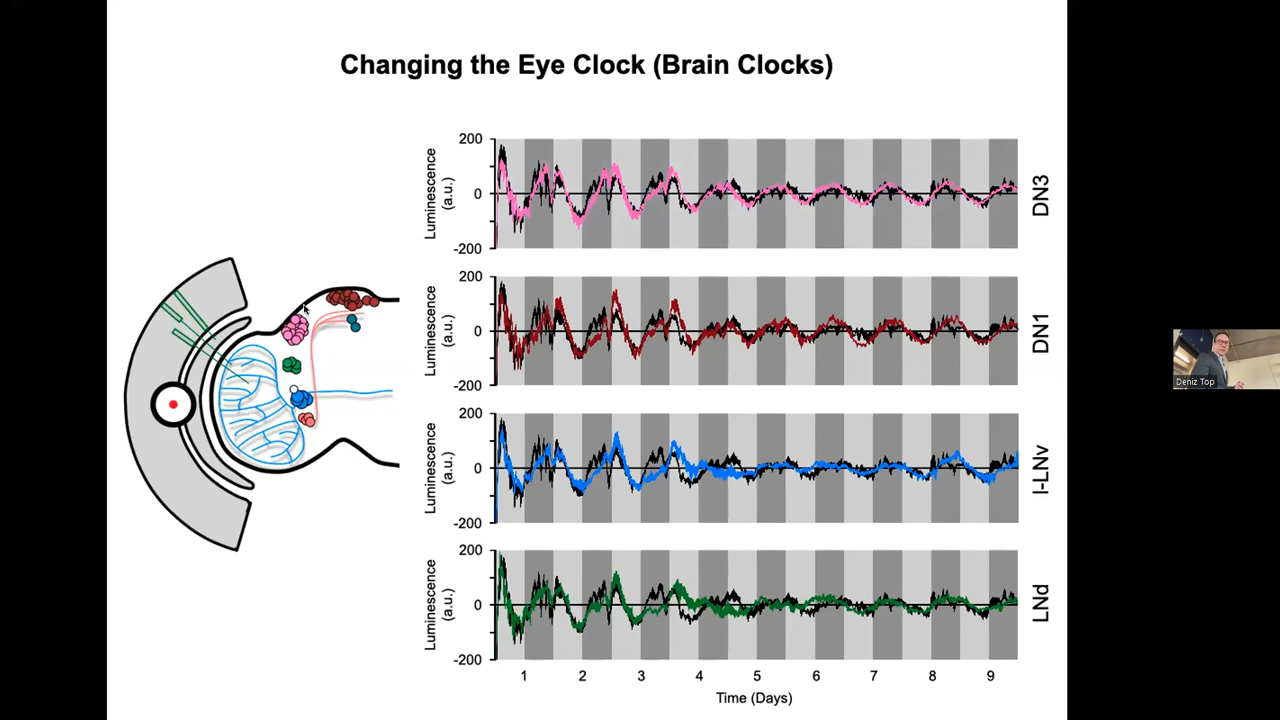 Changing the Eye Clock (Brain Clocks)
200
0
-200
Luminescence
(a.u.)
DN3
200
0
-200
Luminescence
(a.u.)
DN1
200
0
-200
Luminescence
(a.u.)
l-LNv
200
0
-200
Luminescence
(a.u.)
LNd
1 2 3 4 5 6 7 8 9
Time (Days)
Deniz Top